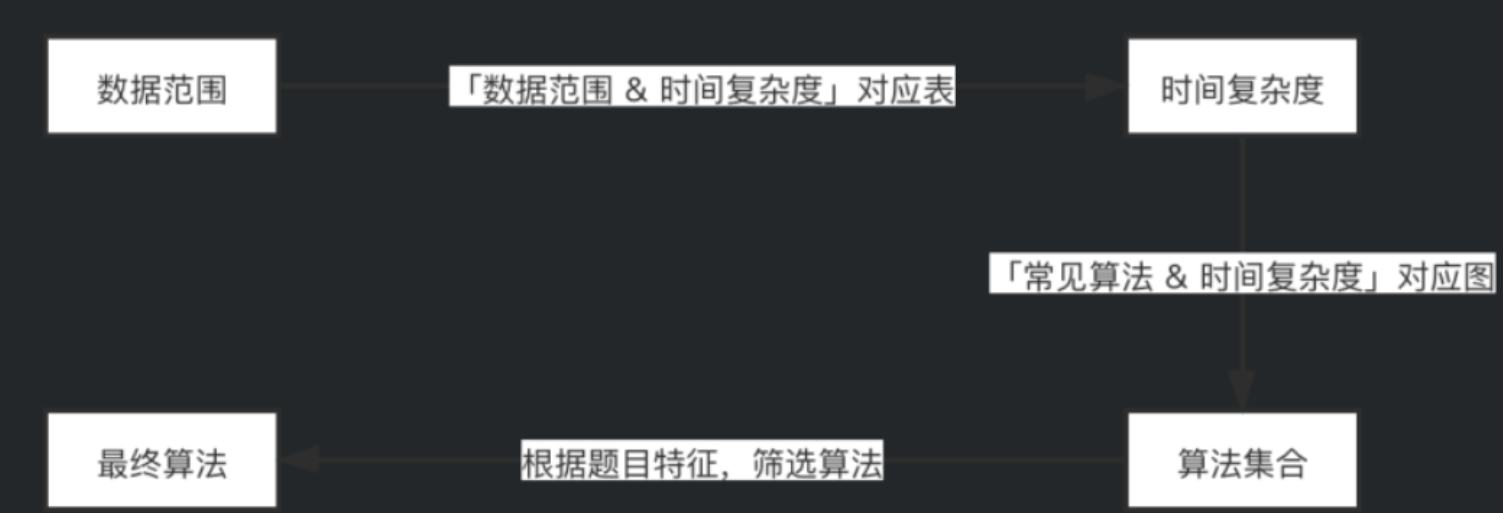 数据范围
「数据范围 & 时间复杂度」对应表
时间复杂度
「常见算法 & 时间复杂度」对应图
算法集合
根据题目特征，筛选算法
最终算法